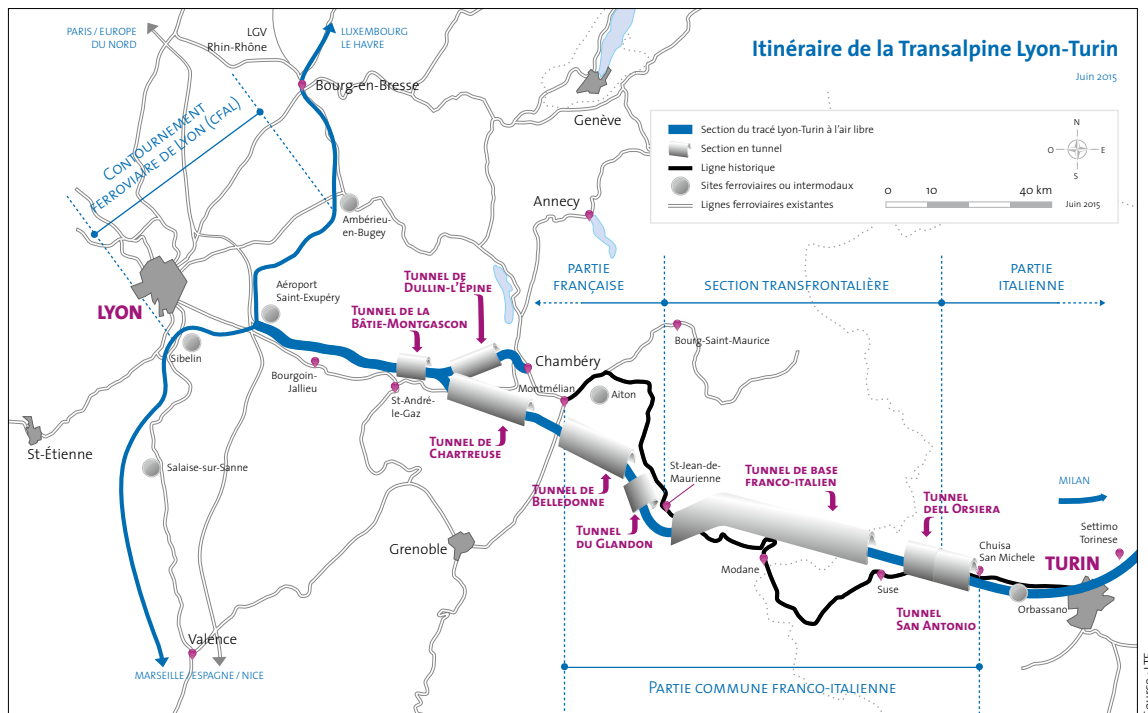 PARIS / EUROPE
DU NORD
LGV
Rhin-Rhône
LUXEMBOURG
LE HAVRE
Itinéraire de la Transalpine Lyon-Turin
Juin 2015
Bourg-en-Bresse
Genève
CONTOURNEMENT
FERROVIAIRE DE LYON (CFAL)
Section du tracé Lyon-Turin à l'air libre
Section en tunnel
Ligne historique
Sites ferroviaires ou intermodaux
Lignes ferroviaires existantes
N
O
E
S
0 10 40 km
Juin 2015
Ambérieu-
en-Bugey
Annecy
LYON
Aéroport
Saint-Exupéry
TUNNEL DE
DULLIN-L'ÉPINE
TUNNEL DE LA
BÂTIE-MONTGASCON
PARTIE
FRANÇAISE
SECTION TRANSFRONTALIÈRE
PARTIE
ITALIENNE
Sibelin
Bourgoin-
Jallieu
St-André-
le-Gaz
Chambéry
Montmélian
Aiton
Bourg-Saint-Maurice
St-Étienne
Salaise-sur-Sanne
TUNNEL DE
CHARTREUSE
TUNNEL DE
BELLEDONNE
TUNNEL
DU GLANDON
St-Jean-de-
Maurienne
TUNNEL DE BASE
FRANCO-ITALIEN
TUNNEL
DELL ORSIERA
MILAN
Settimo
Torinese
Grenoble
Modane
Suse
Chuisa
San Michele
TURIN
Orbassano
TUNNEL
SAN ANTONIO
Valence
MARSEILLE / ESPAGNE / NICE
PARTIE COMMUNE FRANCO-ITALIENNE